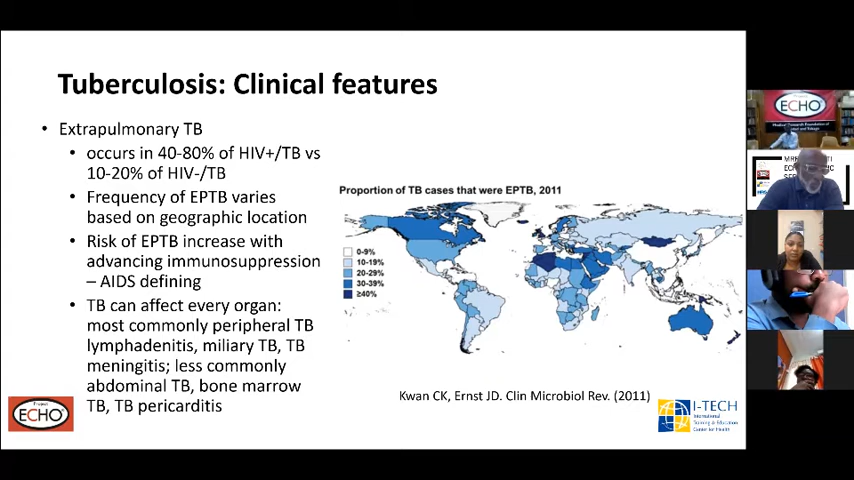 Tuberculosis: Clinical features
• Extrapulmonary TB
• occurs in 40-80% of HIV+/TB vs
10-20% of HIV-/TB
• Frequency of EPTB varies
based on geographic location
• Risk of EPTB increase with
advancing immunosuppression
– AIDS defining
• TB can affect every organ:
most commonly peripheral TB
lymphadenitis, miliary TB, TB
meningitis; less commonly
abdominal TB, bone marrow
TB, TB pericarditis
Proportion of TB cases that were EPTB, 2011
0-9%
10-19%
20-29%
30-39%
≥40%
Kwan CK, Ernst JD. Clin Microbiol Rev. (2011)
Project
ECHO
I-TECH
International
Training & Education
Center for Health
ECHO